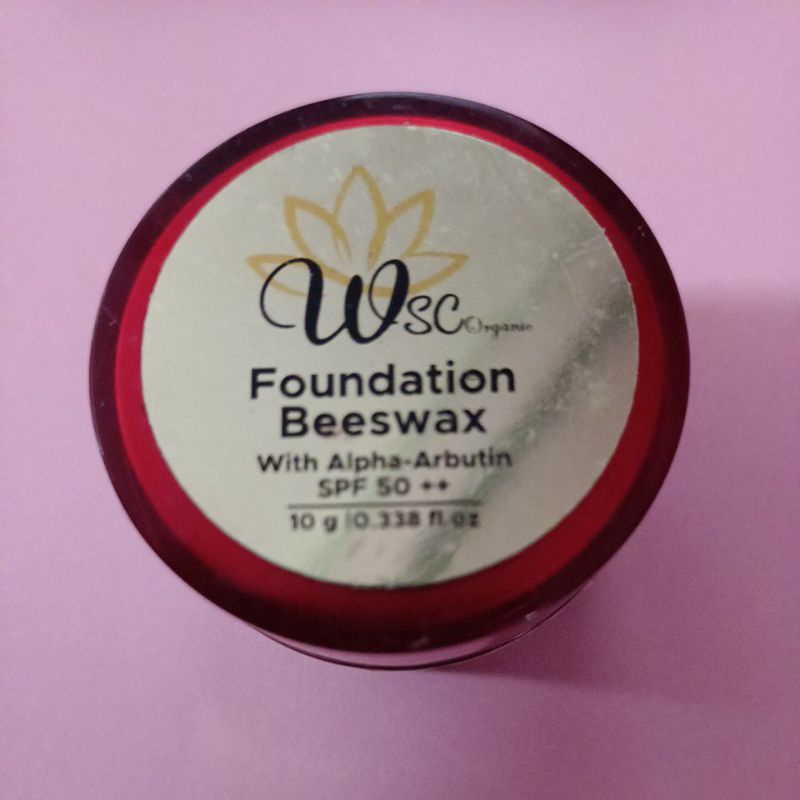 WSC Organic
Foundation
Beeswax
With Alpha-Arbutin
SPF 50 ++
10 g | 0.338 fl oz